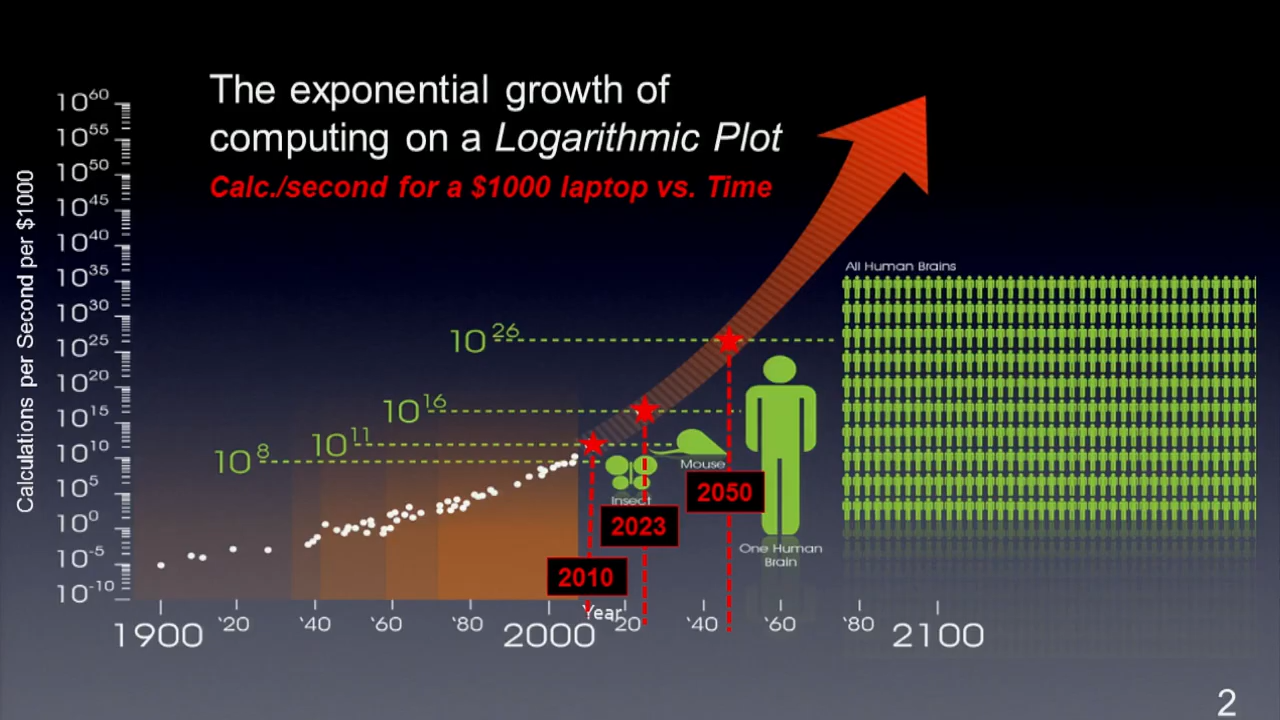 The exponential growth of
computing on a Logarithmic Plot
Calc./second for a $1000 laptop vs. Time
Calculations per Second per $1000
10^60
10^55
10^50
10^45
10^40
10^35
10^30
10^25
10^20
10^15
10^10
10^5
10^0
10^-5
10^-10
All Human Brains
10^26
10^16
10^11
10^8
Mouse
Insect
One Human
Brain
2050
2023
2010
Year
1900 '20 '40 '60 '80 2000 20 '40 '60 '80 2100
2